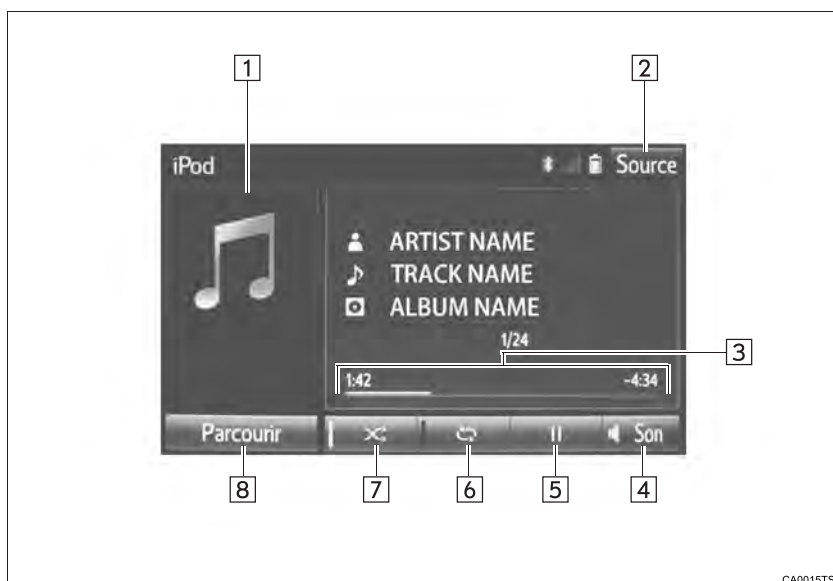 1 2
iPod Source
ARTIST NAME
TRACK NAME
ALBUM NAME
1/24
3
1:42 -4:34
Parcourir Son
8 7 6 5 4
CA0015TS